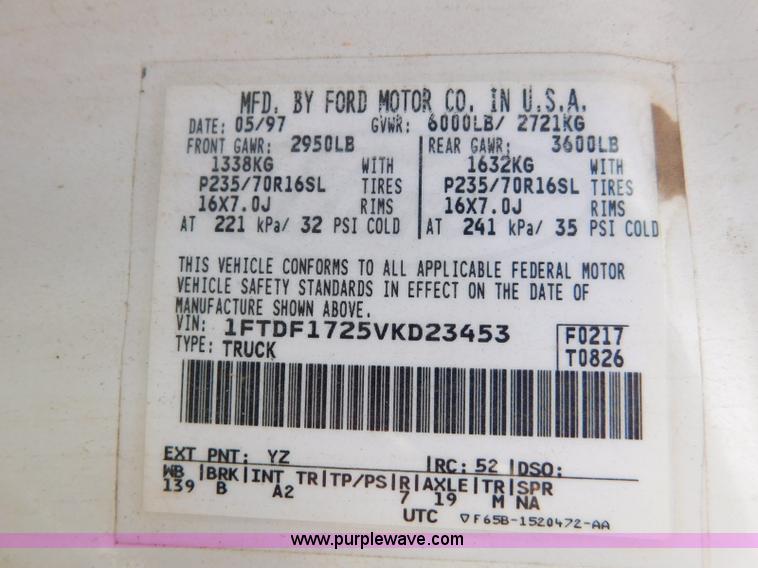 MFD. BY FORD MOTOR CO. IN U.S.A.
DATE: 05/97 GVWR: 6000LB/ 2721KG
FRONT GAWR: 2950LB REAR GAWR: 3600LB
1338KG WITH 1632KG WITH
P235/70R16SL TIRES P235/70R16SL TIRES
16X7.0J RIMS 16X7.0J RIMS
AT 221 kPa/ 32 PSI COLD AT 241 kPa/ 35 PSI COLD
THIS VEHICLE CONFORMS TO ALL APPLICABLE FEDERAL MOTOR
VEHICLE SAFETY STANDARDS IN EFFECT ON THE DATE OF
MANUFACTURE SHOWN ABOVE.
VIN: 1FTDF1725VKD23453 F0217
TYPE: TRUCK T0826
EXT PNT: YZ RC: 52 DSO:
WB BRK INT TR TP/PS R AXLE TR SPR
139 B A2 7 19 M NA
UTC ▽F65B-1520472-AA
www.purplewave.com